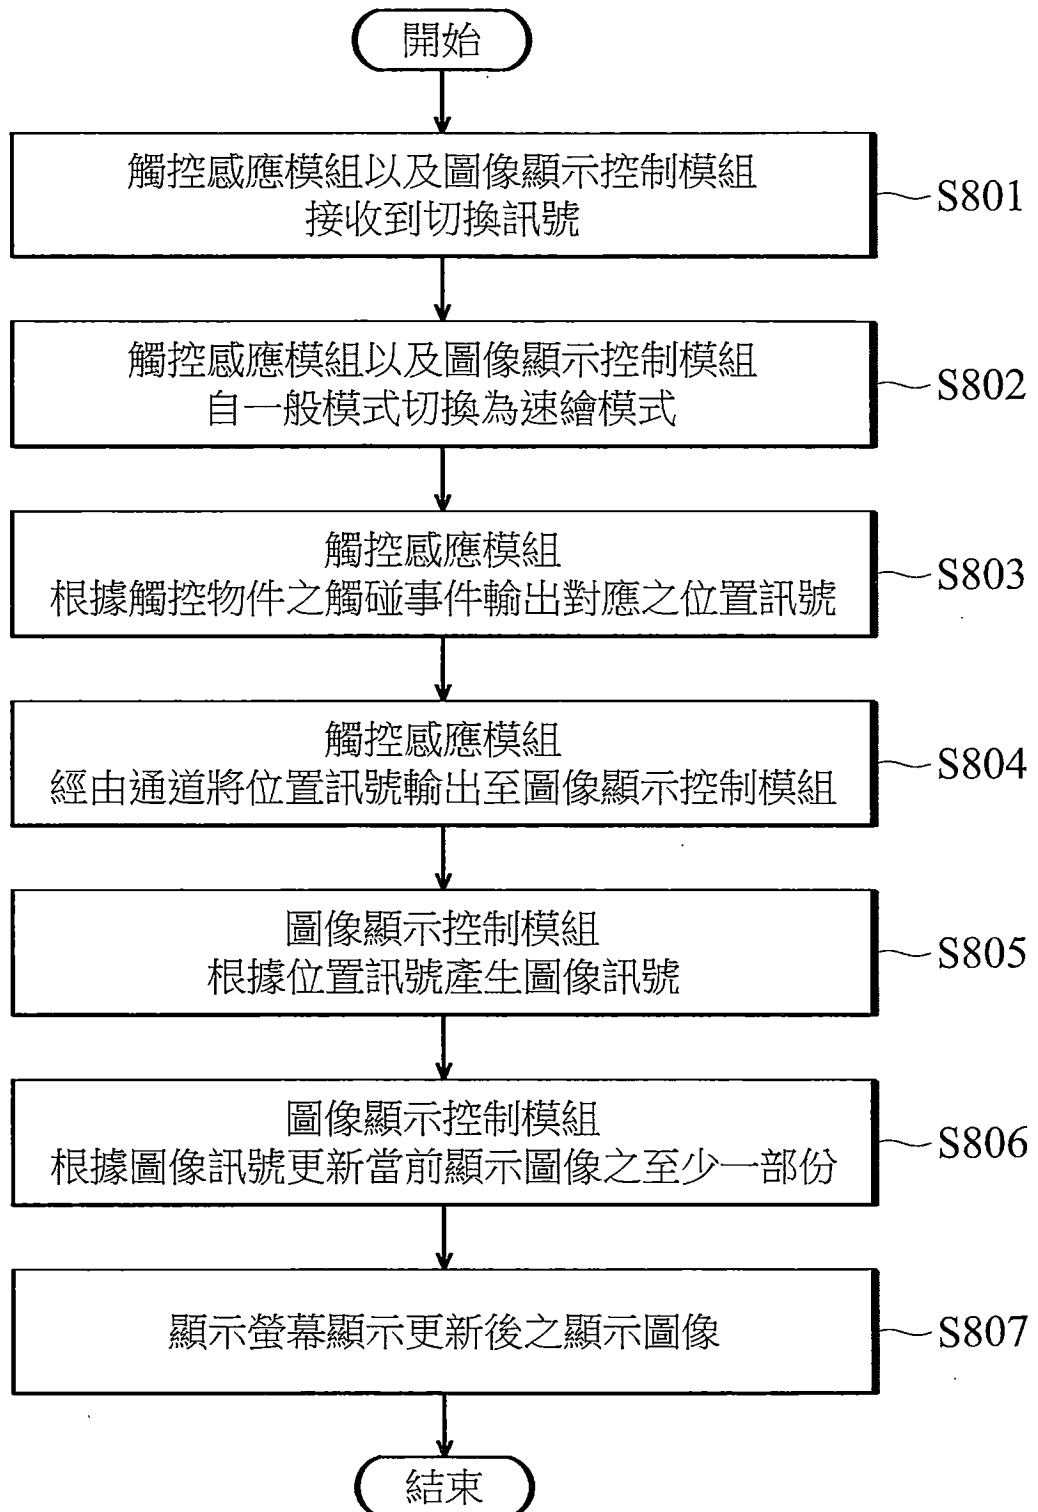 開始
觸控感應模組以及圖像顯示控制模組
接收到切換訊號
S801
觸控感應模組以及圖像顯示控制模組
自一般模式切換為速繪模式
S802
觸控感應模組
根據觸控物件之觸碰事件輸出對應之位置訊號
S803
觸控感應模組
經由通道將位置訊號輸出至圖像顯示控制模組
S804
圖像顯示控制模組
根據位置訊號產生圖像訊號
S805
圖像顯示控制模組
根據圖像訊號更新當前顯示圖像之至少一部份
S806
顯示螢幕顯示更新後之顯示圖像
S807
結束